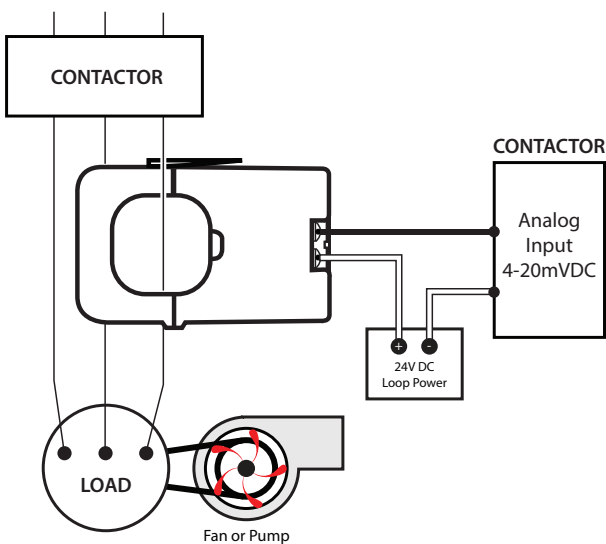 CONTACTOR
CONTACTOR
Analog
Input
4-20mVDC
+ -
24V DC
Loop Power
LOAD
Fan or Pump